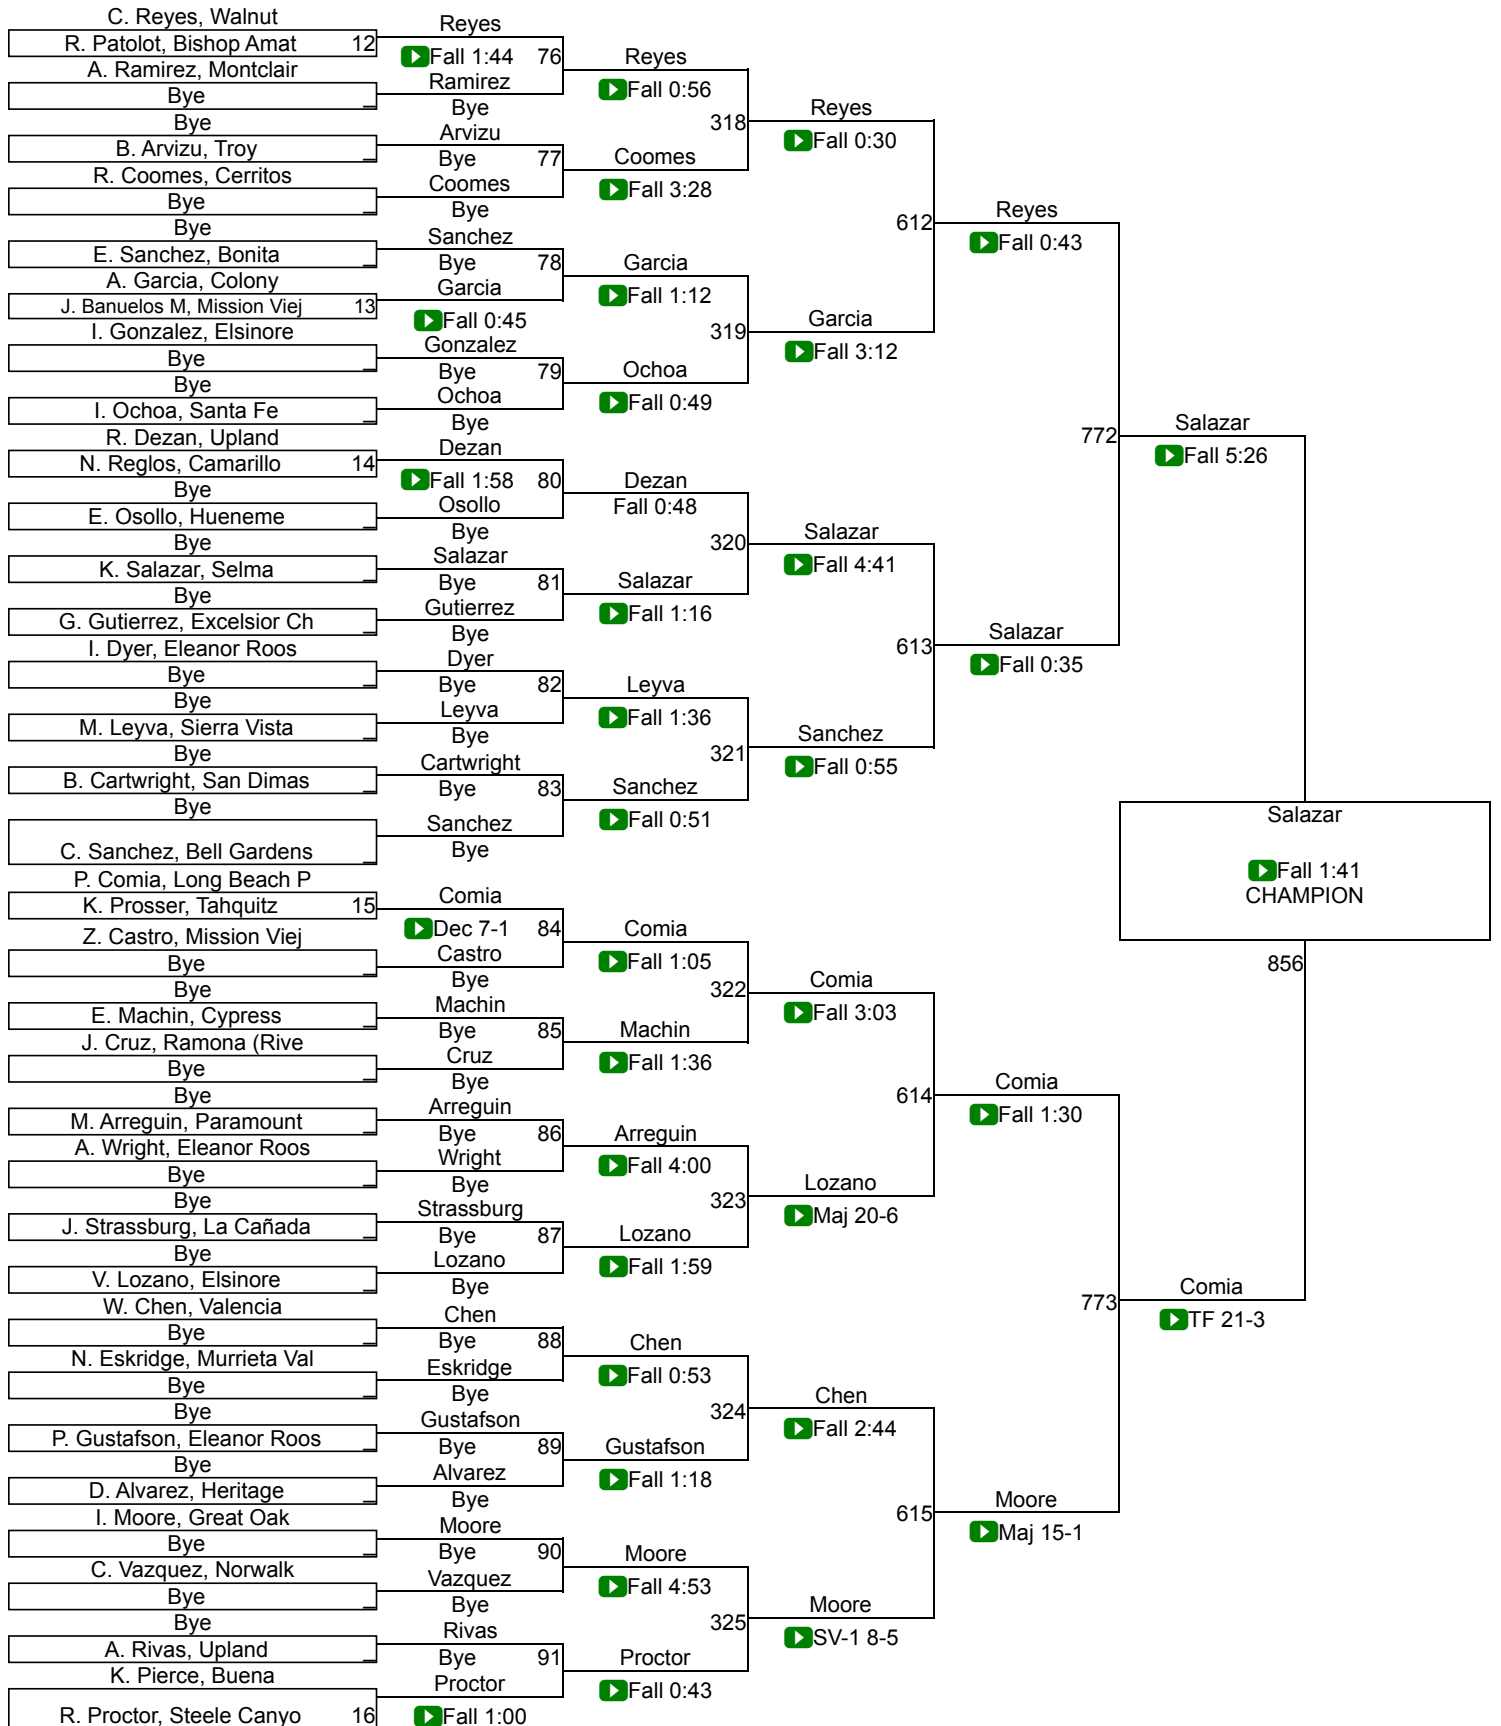 C. Reyes, Walnut
R. Patolot, Bishop Amat 12
A. Ramirez, Montclair
Bye _
Bye
B. Arvizu, Troy _
R. Coomes, Cerritos
Bye _
Bye
E. Sanchez, Bonita _
A. Garcia, Colony
J. Banuelos M, Mission Viej 13
I. Gonzalez, Elsinore
Bye _
Bye
I. Ochoa, Santa Fe _
R. Dezan, Upland
N. Reglos, Camarillo 14
Bye
E. Osollo, Hueneme _
Bye
K. Salazar, Selma _
Bye
G. Gutierrez, Excelsior Ch _
I. Dyer, Eleanor Roos
Bye _
Bye
M. Leyva, Sierra Vista _
Bye
B. Cartwright, San Dimas _
Bye
C. Sanchez, Bell Gardens _
P. Comia, Long Beach P
K. Prosser, Tahquitz 15
Z. Castro, Mission Viej
Bye _
Bye
E. Machin, Cypress _
J. Cruz, Ramona (Rive
Bye _
Bye
M. Arreguin, Paramount _
A. Wright, Eleanor Roos
Bye _
Bye
J. Strassburg, La Cañada _
Bye
V. Lozano, Elsinore _
W. Chen, Valencia
Bye _
N. Eskridge, Murrieta Val
Bye _
Bye
P. Gustafson, Eleanor Roos _
Bye
D. Alvarez, Heritage _
I. Moore, Great Oak
Bye _
C. Vazquez, Norwalk
Bye _
Bye
A. Rivas, Upland _
K. Pierce, Buena
R. Proctor, Steele Canyo 16
Reyes
Fall 1:44 76
Ramirez
Bye
Arvizu
Bye 77
Coomes
Bye
Sanchez
Bye 78
Garcia
Fall 0:45
Gonzalez
Bye 79
Ochoa
Bye
Dezan
Fall 1:58 80
Osollo
Bye
Salazar
Bye 81
Gutierrez
Bye
Dyer
Bye 82
Leyva
Bye
Cartwright
Bye 83
Sanchez
Bye
Comia
Dec 7-1 84
Castro
Bye
Machin
Bye 85
Cruz
Bye
Arreguin
Bye 86
Wright
Bye
Strassburg
Bye 87
Lozano
Bye
Chen
Bye 88
Eskridge
Bye
Gustafson
Bye 89
Alvarez
Bye
Moore
Bye 90
Vazquez
Bye
Rivas
Bye 91
Proctor
Fall 1:00
Reyes
Fall 0:56
318
Coomes
Fall 3:28
Garcia
Fall 1:12
319
Ochoa
Fall 0:49
Dezan
Fall 0:48
320
Salazar
Fall 1:16
Leyva
Fall 1:36
321
Sanchez
Fall 0:51
Comia
Fall 1:05
322
Machin
Fall 1:36
Arreguin
Fall 4:00
323
Lozano
Fall 1:59
Chen
Fall 0:53
324
Gustafson
Fall 1:18
Moore
Fall 4:53
325
Proctor
Fall 0:43
Reyes
Fall 0:30
612
Garcia
Fall 3:12
Salazar
Fall 4:41
613
Sanchez
Fall 0:55
Comia
Fall 3:03
614
Lozano
Maj 20-6
Chen
Fall 2:44
615
Moore
SV-1 8-5
Reyes
Fall 0:43
772
Salazar
Fall 0:35
Comia
Fall 1:30
773
Moore
Maj 15-1
Salazar
Fall 5:26
Comia
TF 21-3
Salazar
Fall 1:41
CHAMPION
856